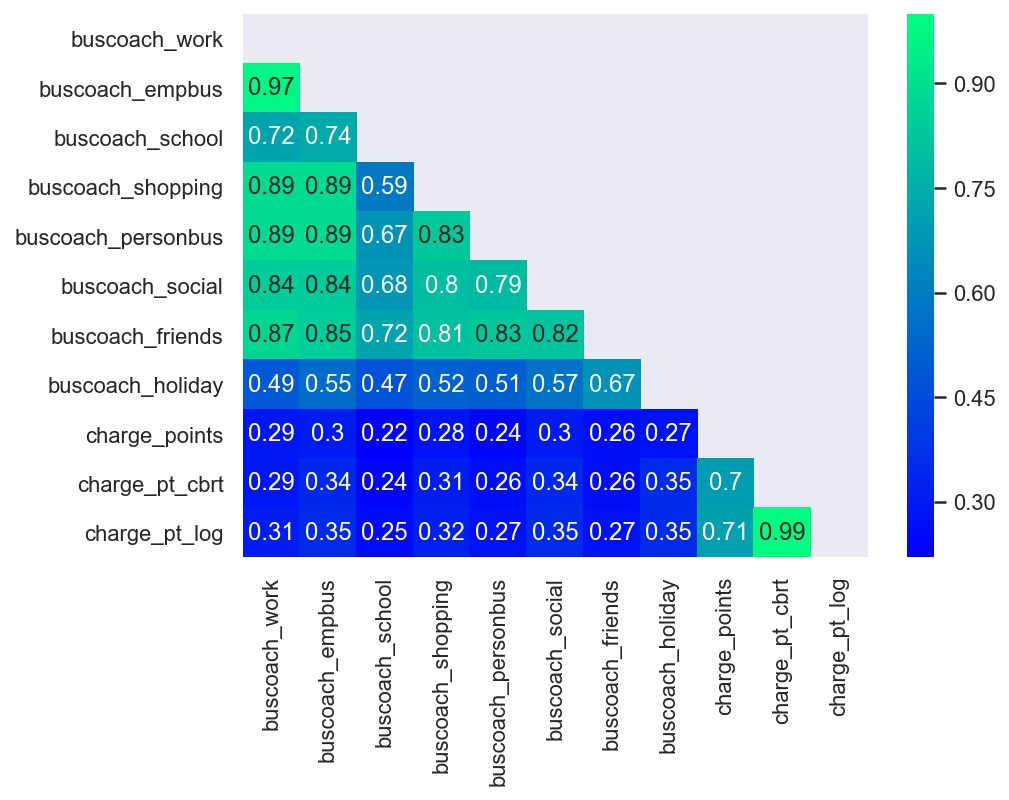 buscoach_work
buscoach_empbus 0.97
buscoach_school 0.72 0.74
buscoach_shopping 0.89 0.89 0.59
buscoach_personbus 0.89 0.89 0.67 0.83
buscoach_social 0.84 0.84 0.68 0.8 0.79
buscoach_friends 0.87 0.85 0.72 0.81 0.83 0.82
buscoach_holiday 0.49 0.55 0.47 0.52 0.51 0.57 0.67
charge_points 0.29 0.3 0.22 0.28 0.24 0.3 0.26 0.27
charge_pt_cbrt 0.29 0.34 0.24 0.31 0.26 0.34 0.26 0.35 0.7
charge_pt_log 0.31 0.35 0.25 0.32 0.27 0.35 0.27 0.35 0.71 0.99
buscoach_work
buscoach_empbus
buscoach_school
buscoach_shopping
buscoach_personbus
buscoach_social
buscoach_friends
buscoach_holiday
charge_points
charge_pt_cbrt
charge_pt_log
0.90
0.75
0.60
0.45
0.30